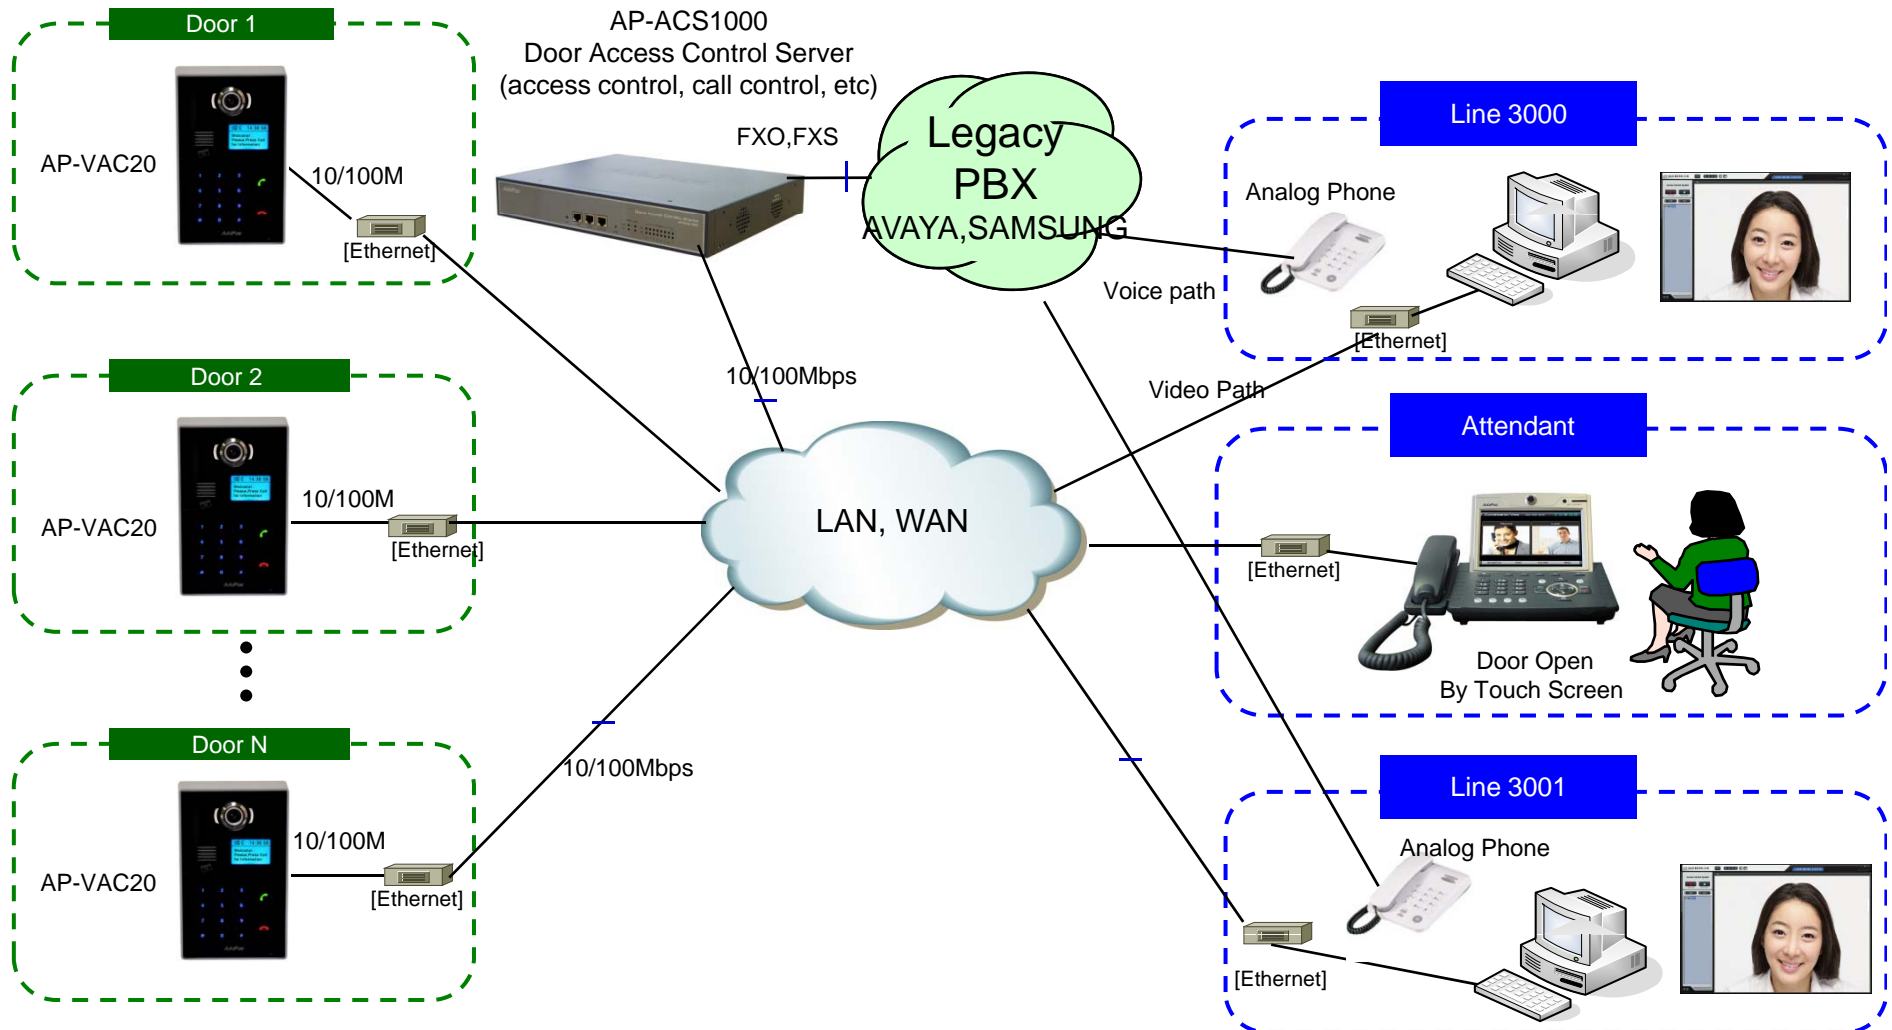 Door 1
AP-VAC20
10/100M
[Ethernet]
AP-ACS1000
Door Access Control Server
(access control, call control, etc)
FXO,FXS
Legacy
PBX
AVAYA,SAMSUNG
Line 3000
Analog Phone
[Ethernet]
Voice path
Video Path
10/100Mbps
Door 2
AP-VAC20
10/100M
[Ethernet]
LAN, WAN
Attendant
[Ethernet]
Door Open
By Touch Screen
Door N
AP-VAC20
10/100M
[Ethernet]
10/100Mbps
Line 3001
Analog Phone
[Ethernet]